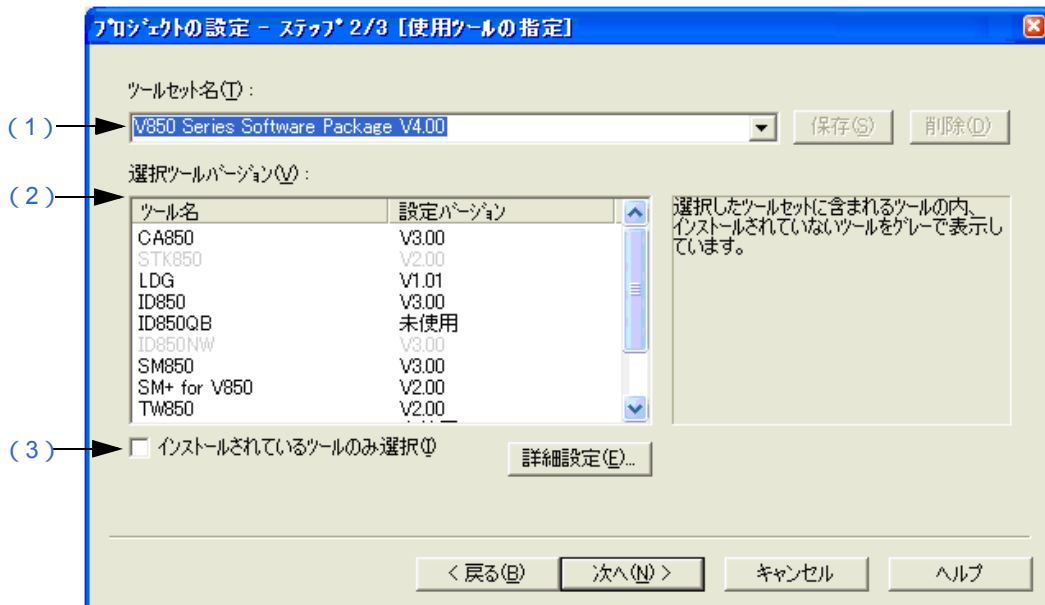 プロジェクトの設定 - ステップ 2/3 [使用ツールの指定]
ツールセット名(T) :
(1) V850 Series Software Package V4.00 保存(S) 削除(D)
選択ツールバージョン(V) :
(2)
ツール名 設定バージョン
CA850 V3.00
STK850 V2.00
LDG V1.01
ID850 V3.00
ID850QB 未使用
ID850NW V3.00
SM850 V3.00
SM+ for V850 V2.00
TW850 V2.00
選択したツールセットに含まれるツールの内、
インストールされていないツールをグレーで表示し
ています。
(3) インストールされているツールのみ選択(I)
詳細設定(E)...
< 戻る(B) 次へ(N) > キャンセル ヘルプ